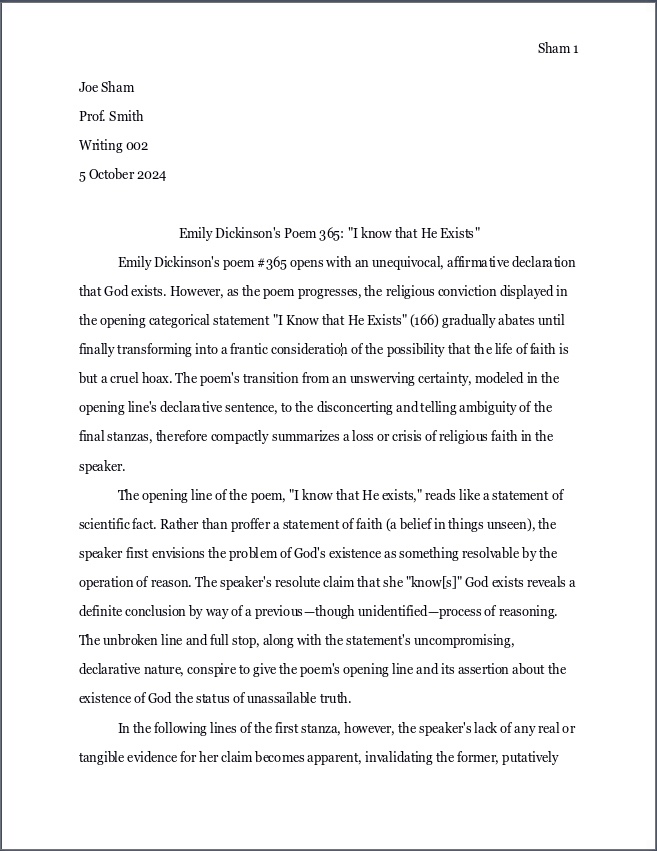 Sham 1
Joe Sham
Prof. Smith
Writing 002
5 October 2024
Emily Dickinson's Poem 365: "I know that He Exists"
Emily Dickinson's poem #365 opens with an unequivocal, affirmative declaration
that God exists. However, as the poem progresses, the religious conviction displayed in
the opening categorical statement "I Know that He Exists" (166) gradually abates until
finally transforming into a frantic consideration of the possibility that the life of faith is
but a cruel hoax. The poem's transition from an unswerving certainty, modeled in the
opening line's declarative sentence, to the disconcerting and telling ambiguity of the
final stanzas, therefore compactly summarizes a loss or crisis of religious faith in the
speaker.
The opening line of the poem, "I know that He exists," reads like a statement of
scientific fact. Rather than proffer a statement of faith (a belief in things unseen), the
speaker first envisions the problem of God's existence as something resolvable by the
operation of reason. The speaker's resolute claim that she "know[s]" God exists reveals a
definite conclusion by way of a previous—though unidentified—process of reasoning.
The unbroken line and full stop, along with the statement's uncompromising,
declarative nature, conspire to give the poem's opening line and its assertion about the
existence of God the status of unassailable truth.
In the following lines of the first stanza, however, the speaker's lack of any real or
tangible evidence for her claim becomes apparent, invalidating the former, putatively